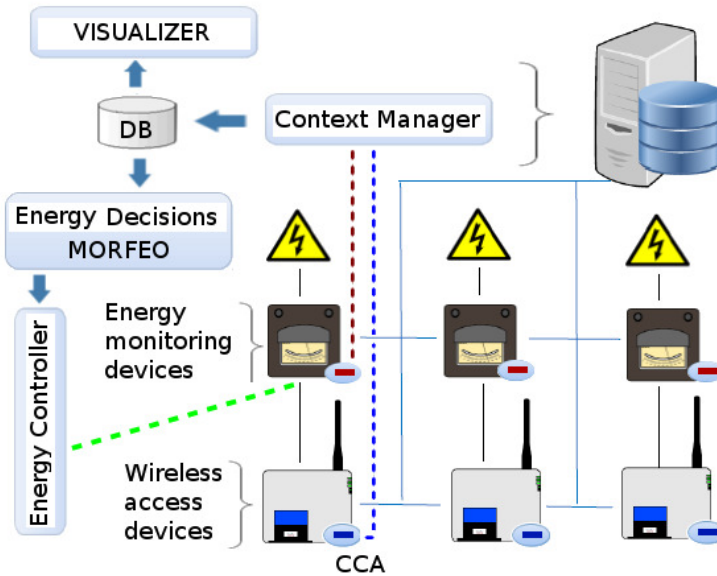 VISUALIZER
DB
Context Manager
Energy Decisions
MORFEO
Energy
monitoring
devices
Energy Controller
Wireless
access
devices
CCA